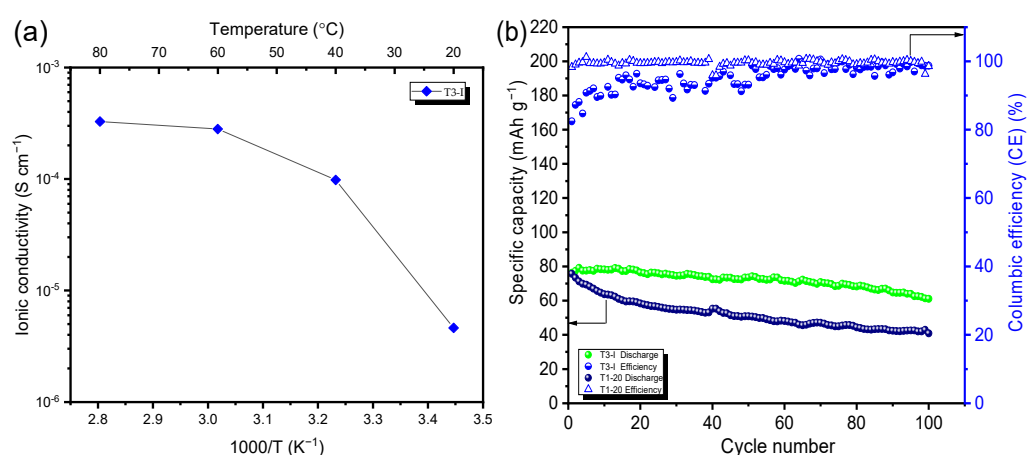 (a)
Temperature (°C)
80 70 60 50 40 30 20
10⁻³
10⁻⁴
10⁻⁵
10⁻⁶
Ionic conductivity (S cm⁻¹)
T3-I
2.8 2.9 3.0 3.1 3.2 3.3 3.4 3.5
1000/T (K⁻¹)
(b)
220
200
180
160
140
120
100
80
60
40
20
0
Specific capacity (mAh g⁻¹)
T3-I Discharge
T3-I Efficiency
T1-20 Discharge
T1-20 Efficiency
0 20 40 60 80 100
Cycle number
100
80
60
40
20
0
Columbic efficiency (CE) (%)